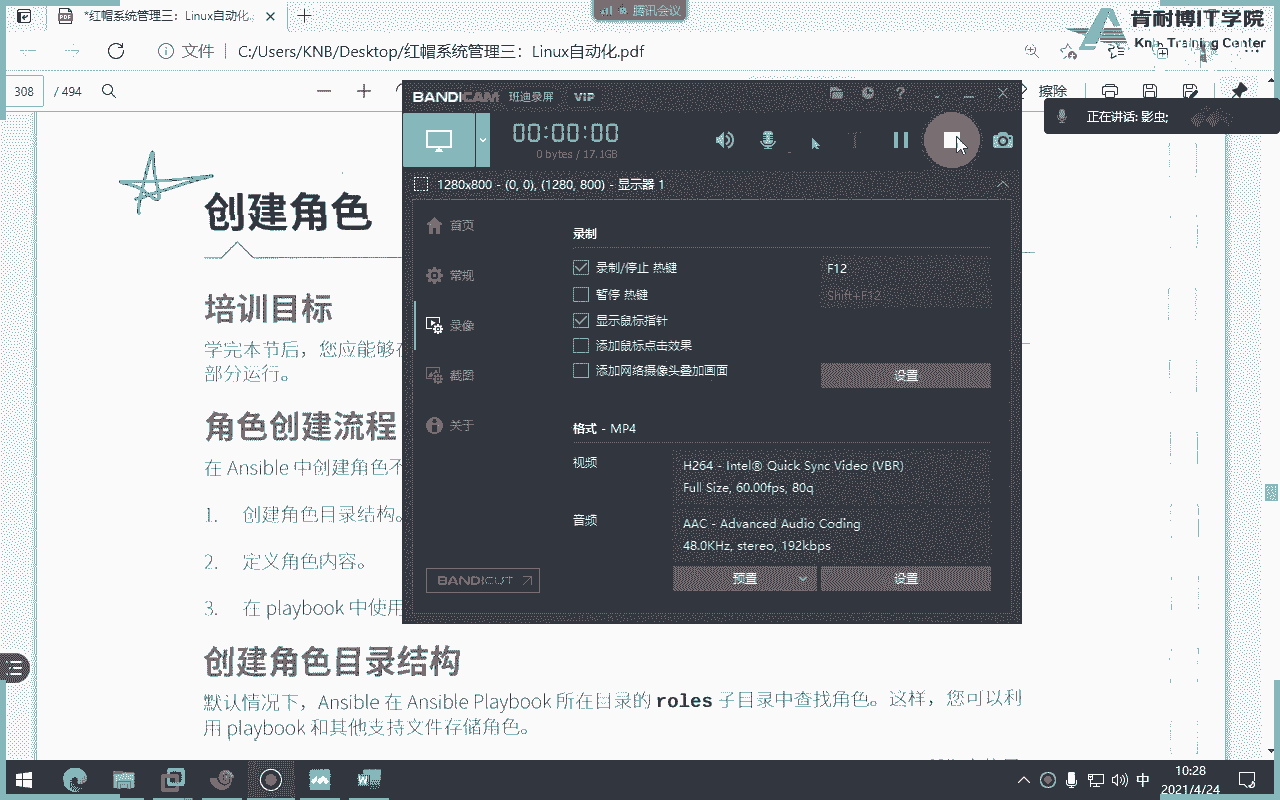 *红帽系统管理三：Linux自动化.
腾讯会议
肯耐博IT学院
Knb Training Center
文件 | C:/Users/KNB/Desktop/红帽系统管理三：Linux自动化.pdf
308 / 494
擦除
正在讲话: 影虫;
BANDICAM 班迪录屏 VIP
00:00:00
0 bytes / 17.1GB
1280x800 - (0, 0), (1280, 800) - 显示器 1
首页
常规
录像
截图
关于
BANDICUT
录制
录制/停止 热键 F12
暂停 热键 Shift+F12
显示鼠标指针
添加鼠标点击效果
添加网络摄像头叠加画面
设置
格式 - MP4
视频
H264 - Intel® Quick Sync Video (VBR)
Full Size, 60.00fps, 80q
音频
AAC - Advanced Audio Coding
48.0KHz, stereo, 192kbps
预置 设置
创建角色
培训目标
学完本节后，您应能够在
部分运行。
角色创建流程
在 Ansible 中创建角色不
1. 创建角色目录结构。
2. 定义角色内容。
3. 在 playbook 中使用
创建角色目录结构
默认情况下，Ansible 在 Ansible Playbook 所在目录的 roles 子目录中查找角色。这样，您可以利
用 playbook 和其他支持文件存储角色。
中
10:28
2021/4/24